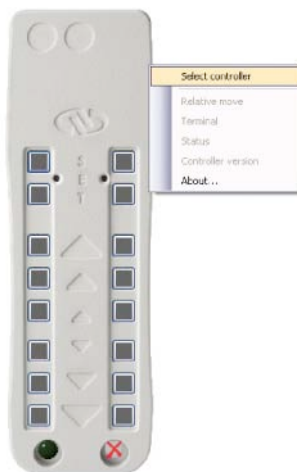 Select controller
Relative move
Terminal
Status
Controller version
About...
S
E
T